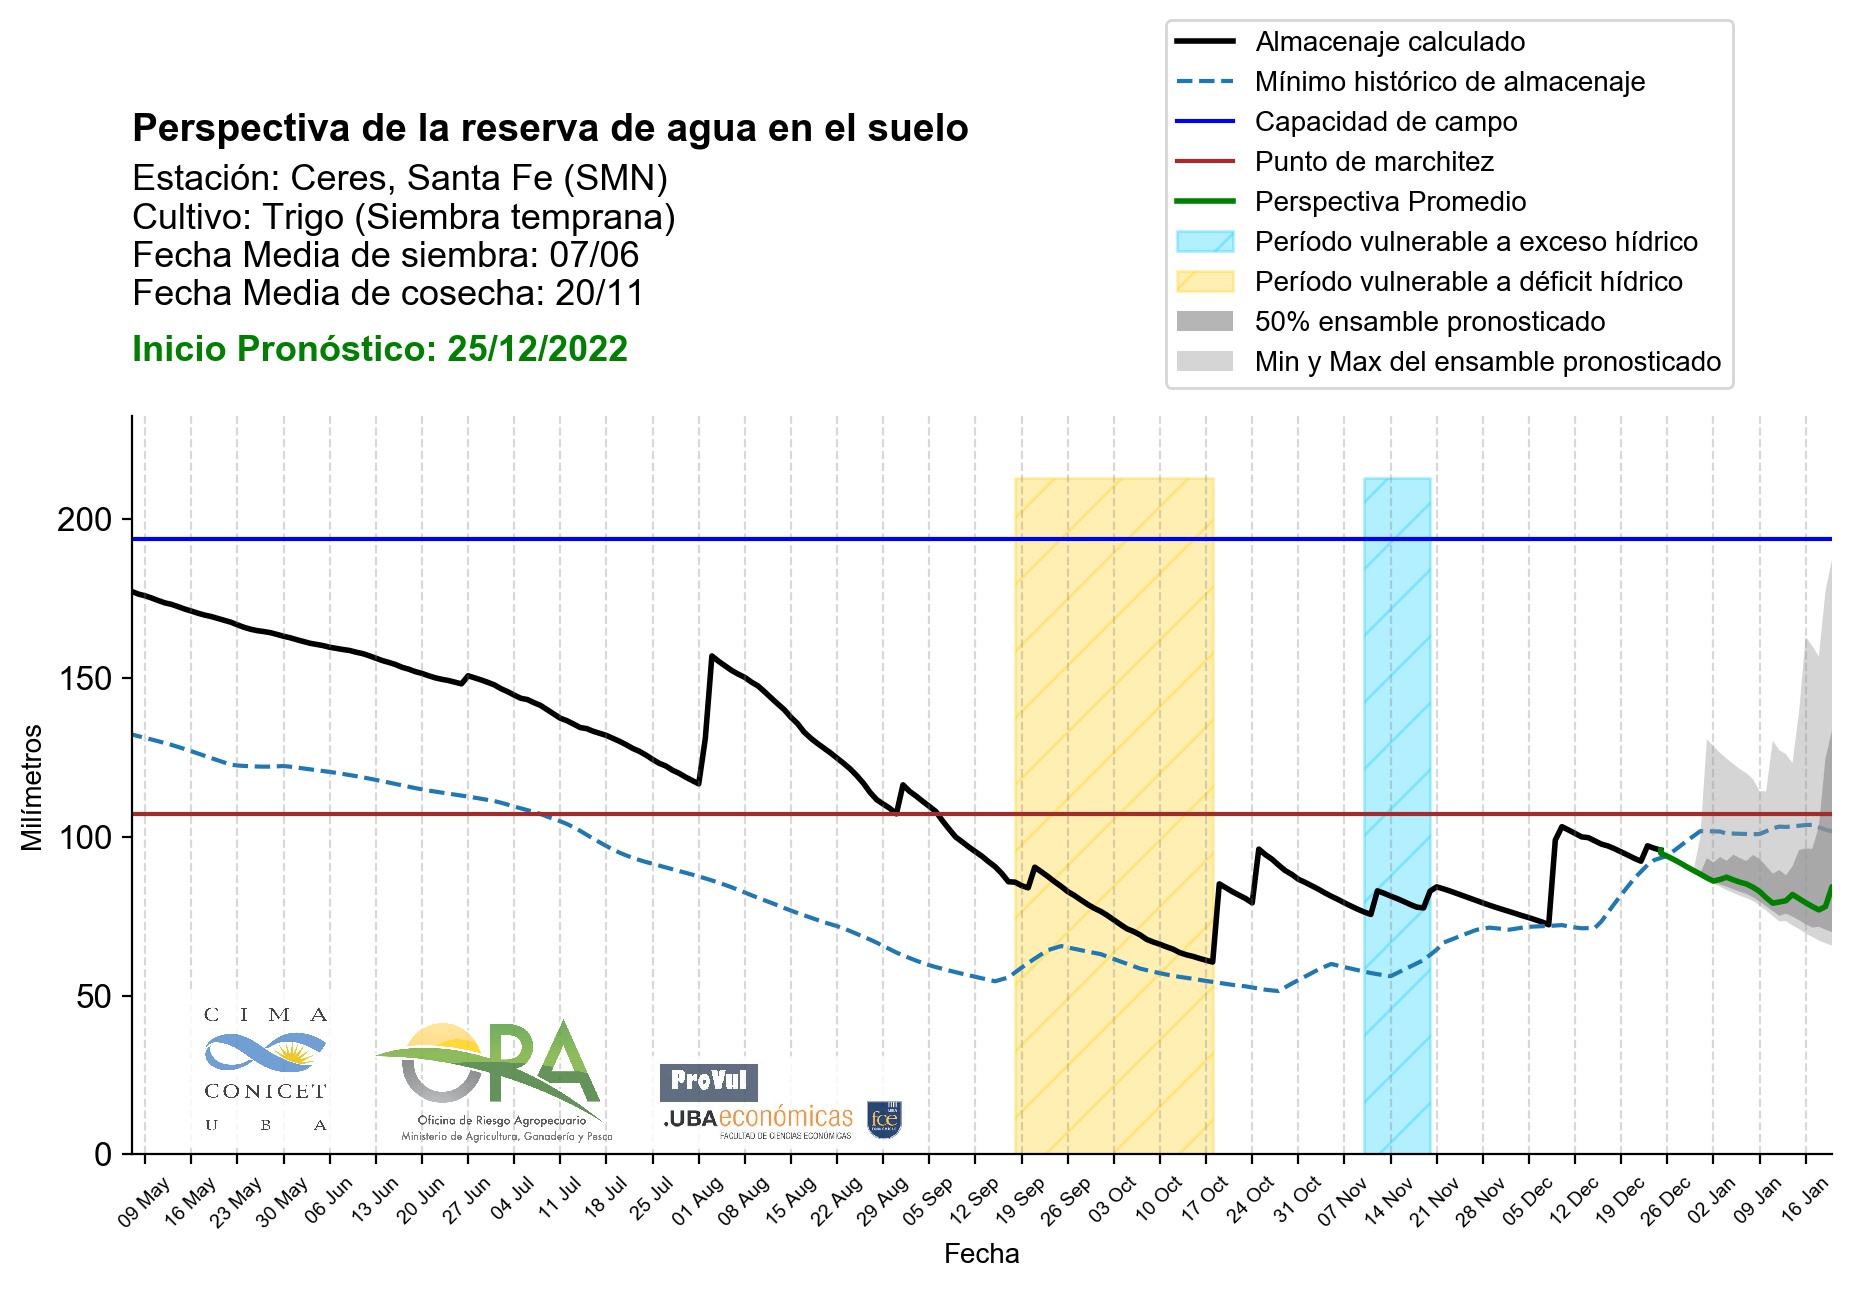 Almacenaje calculado
Mínimo histórico de almacenaje
Capacidad de campo
Punto de marchitez
Perspectiva Promedio
Período vulnerable a exceso hídrico
Período vulnerable a déficit hídrico
50% ensamble pronosticado
Min y Max del ensamble pronosticado
Perspectiva de la reserva de agua en el suelo
Estación: Ceres, Santa Fe (SMN)
Cultivo: Trigo (Siembra temprana)
Fecha Media de siembra: 07/06
Fecha Media de cosecha: 20/11
Inicio Pronóstico: 25/12/2022
Milímetros
200
150
100
50
0
CIMA
CONICET
UBA
OPA
Oficina de Riesgo Agropecuario
Ministerio de Agricultura, Ganadería y Pesca
ProVul
.UBAeconómicas
FACULTAD DE CIENCIAS ECONÓMICAS
fce
09 May
16 May
23 May
30 May
06 Jun
13 Jun
20 Jun
27 Jun
04 Jul
11 Jul
18 Jul
25 Jul
01 Aug
08 Aug
15 Aug
22 Aug
29 Aug
05 Sep
12 Sep
19 Sep
26 Sep
03 Oct
10 Oct
17 Oct
24 Oct
31 Oct
07 Nov
14 Nov
21 Nov
28 Nov
05 Dec
12 Dec
19 Dec
26 Dec
02 Jan
09 Jan
16 Jan
Fecha